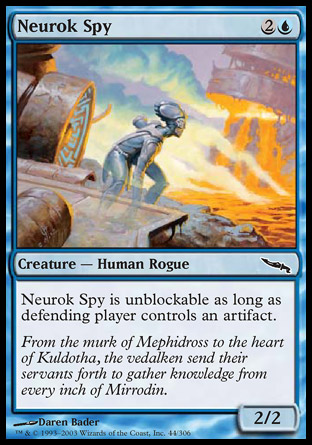 Neurok Spy 2
Creature — Human Rogue
Neurok Spy is unblockable as long as
defending player controls an artifact.
From the murk of Mephidross to the heart
of Kuldotha, the vedalken send their
servants forth to gather knowledge from
every inch of Mirrodin.
Daren Bader
™ & © 1993–2003 Wizards of the Coast, Inc. 44/306
2/2